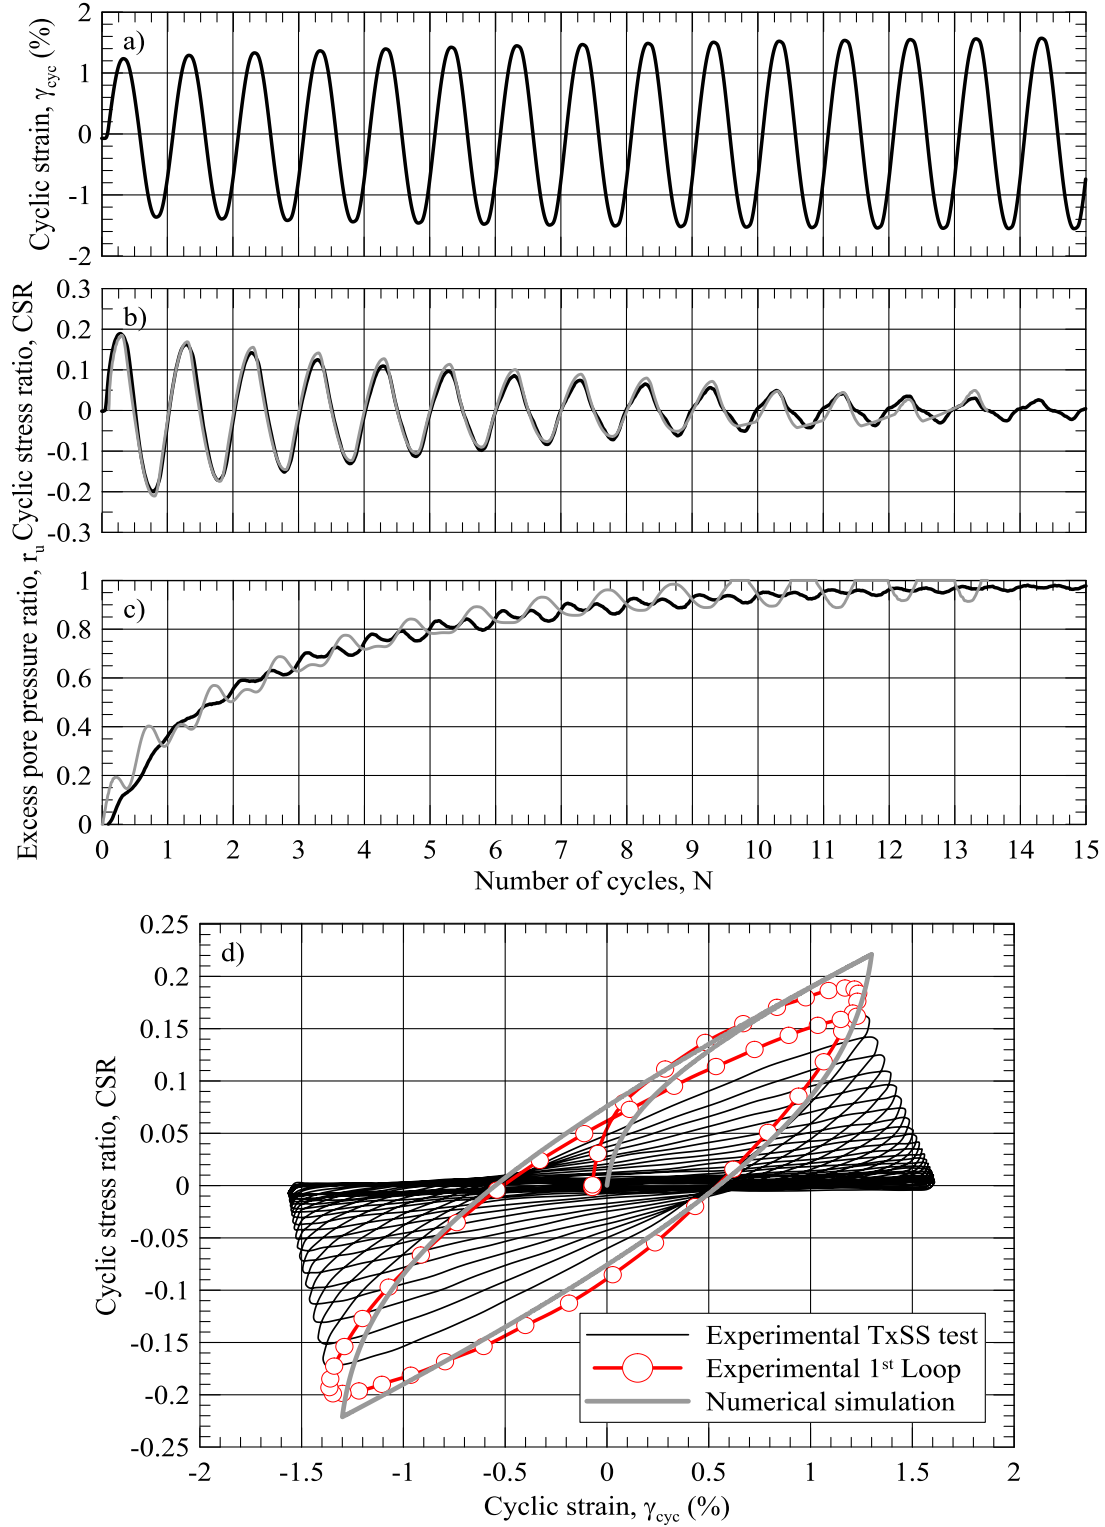 a)
Cyclic strain, γcyc (%)
2
1
0
-1
-2
b)
Cyclic stress ratio, CSR
0.3
0.2
0.1
0
-0.1
-0.2
-0.3
c)
Excess pore pressure ratio, ru
1
0.8
0.6
0.4
0.2
0
0 1 2 3 4 5 6 7 8 9 10 11 12 13 14 15
Number of cycles, N
d)
Cyclic stress ratio, CSR
0.25
0.2
0.15
0.1
0.05
0
-0.05
-0.1
-0.15
-0.2
-0.25
Experimental TxSS test
Experimental 1st Loop
Numerical simulation
-2 -1.5 -1 -0.5 0 0.5 1 1.5 2
Cyclic strain, γcyc (%)